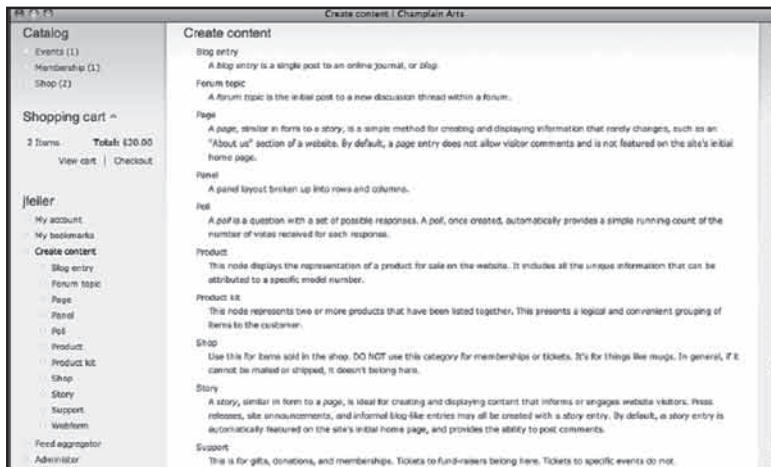 Create content | Champlain Arts
Catalog
Events (1)
Membership (1)
Shop (2)
Shopping cart ^
2 Items Total: $20.00
View cart | Checkout
jfeiler
My account
My bookmarks
Create content
Blog entry
Forum topic
Page
Panel
Poll
Product
Product kit
Shop
Story
Support
Webform
Feed aggregator
Administer
Create content
Blog entry
A blog entry is a single post to an online journal, or blog.
Forum topic
A forum topic is the initial post to a new discussion thread within a forum.
Page
A page, similar in form to a story, is a simple method for creating and displaying information that rarely changes, such as an
"About us" section of a website. By default, a page entry does not allow visitor comments and is not featured on the site's initial
home page.
Panel
A panel layout broken up into rows and columns.
Poll
A poll is a question with a set of possible responses. A poll, once created, automatically provides a simple running count of the
number of votes received for each response.
Product
This node displays the representation of a product for sale on the website. It includes all the unique information that can be
attributed to a specific model number.
Product kit
This node represents two or more products that have been listed together. This presents a logical and convenient grouping of
items to the customer.
Shop
Use this for items sold in the shop. DO NOT use this category for memberships or tickets. It's for things like mugs. In general, if it
cannot be mailed or shipped, it doesn't belong here.
Story
A story, similar in form to a page, is ideal for creating and displaying content that informs or engages website visitors. Press
releases, site announcements, and informal blog-like entries may all be created with a story entry. By default, a story entry is
automatically featured on the site's initial home page, and provides the ability to post comments.
Support
This is for gifts, donations, and memberships. Tickets to fund-raisers belong here. Tickets to specific events do not.